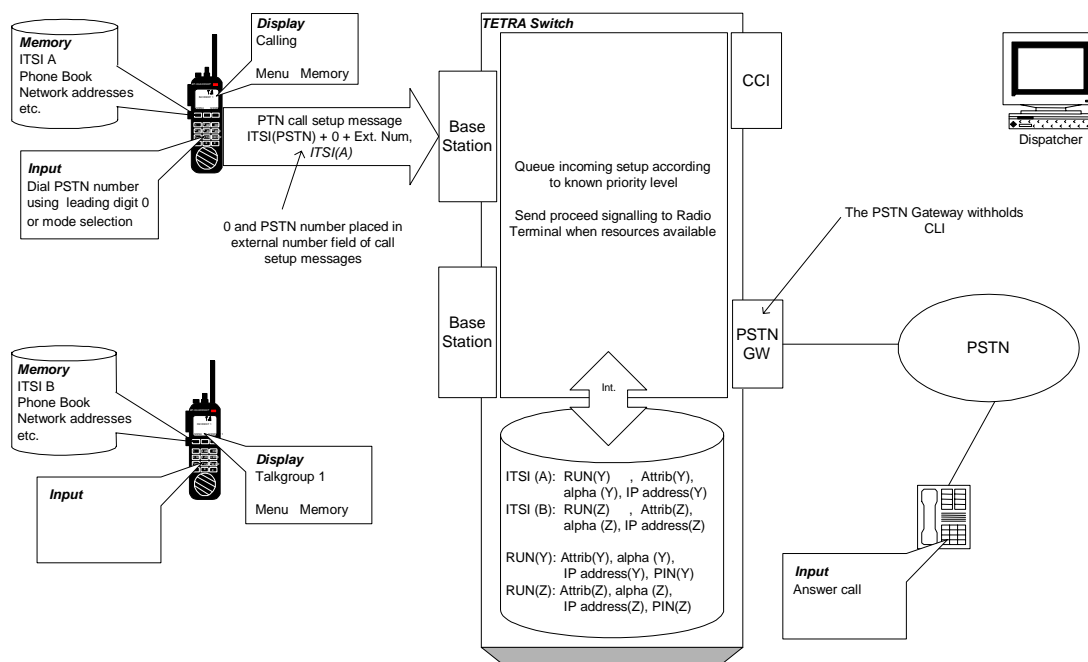 TETRA Switch
Memory
ITSI A
Phone Book
Network addresses
etc.
Display
Calling
Menu Memory
Input
Dial PSTN number
using leading digit 0
or mode selection
PTN call setup message
ITSI(PSTN) + 0 + Ext. Num,
ITSI(A)
0 and PSTN number placed in
external number field of call
setup messages
Base
Station
Queue incoming setup according
to known priority level
Send proceed signalling to Radio
Terminal when resources available
CCI
Dispatcher
The PSTN Gateway withholds
CLI
Base
Station
PSTN
GW
PSTN
Int.
Memory
ITSI B
Phone Book
Network addresses
etc.
Display
Talkgroup 1
Menu Memory
Input
ITSI (A): RUN(Y) , Attrib(Y),
alpha (Y), IP address(Y)
ITSI (B): RUN(Z) , Attrib(Z),
alpha (Z), IP address(Z)
RUN(Y): Attrib(Y), alpha (Y),
IP address(Y), PIN(Y)
RUN(Z): Attrib(Z), alpha (Z),
IP address(Z), PIN(Z)
Input
Answer call